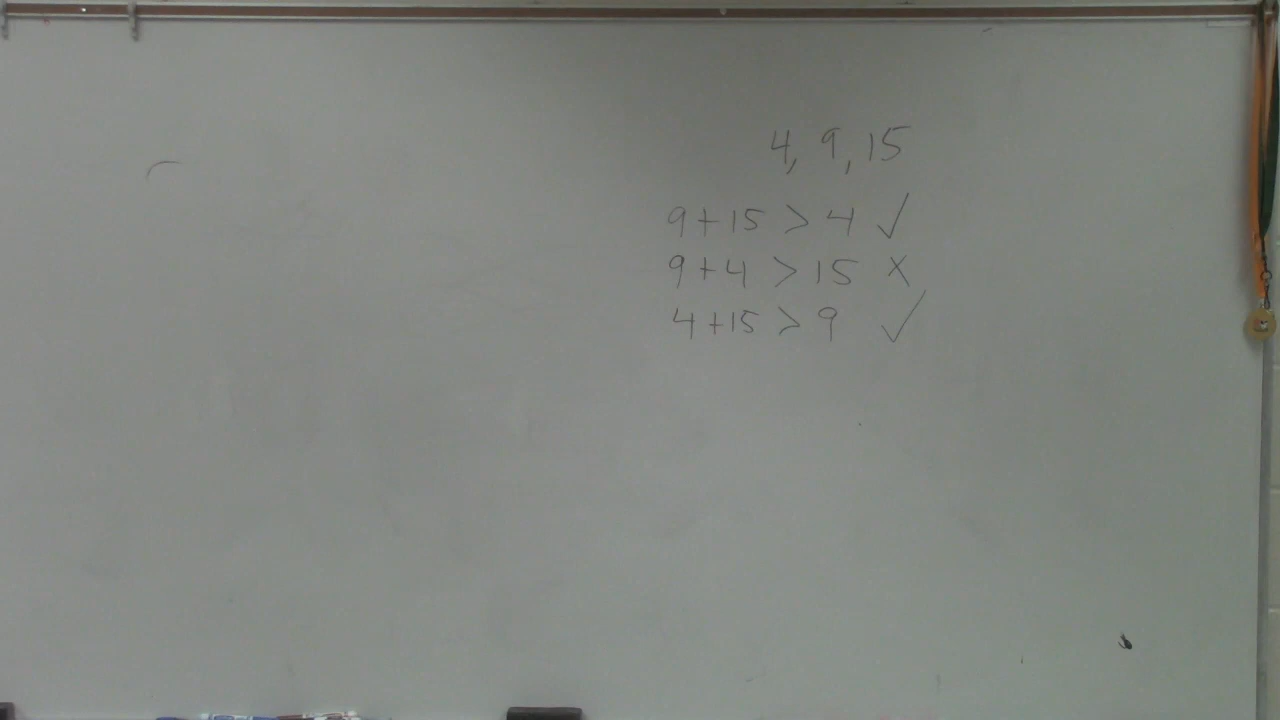 4, 9, 15
9 + 15 > 4 ✓
9 + 4 > 15 x
4 + 15 > 9 ✓